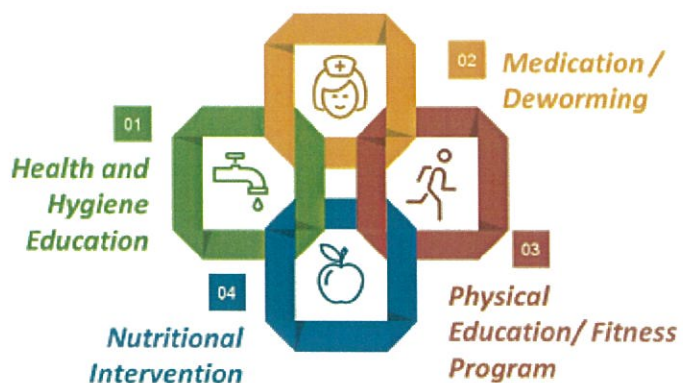 01
Health and
Hygiene
Education
02
Medication /
Deworming
03
Physical
Education/ Fitness
Program
04
Nutritional
Intervention